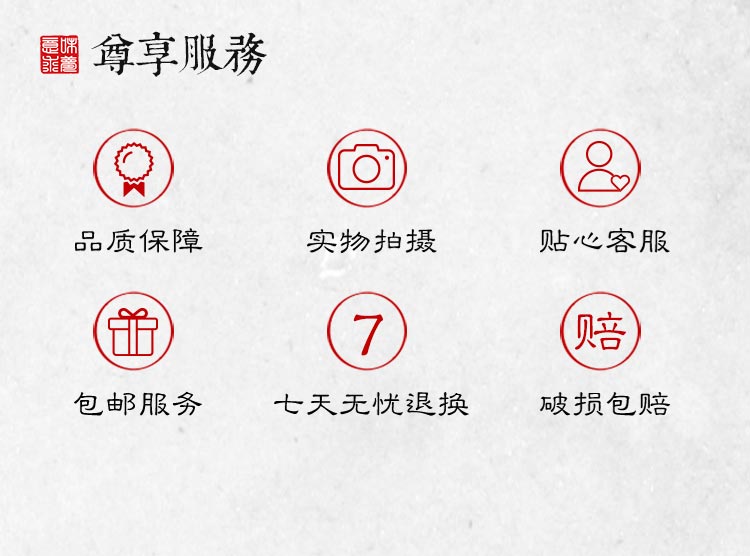 尊享服務
品质保障
实物拍摄
贴心客服
7
赔
包邮服务
七天无忧退换
破损包赔